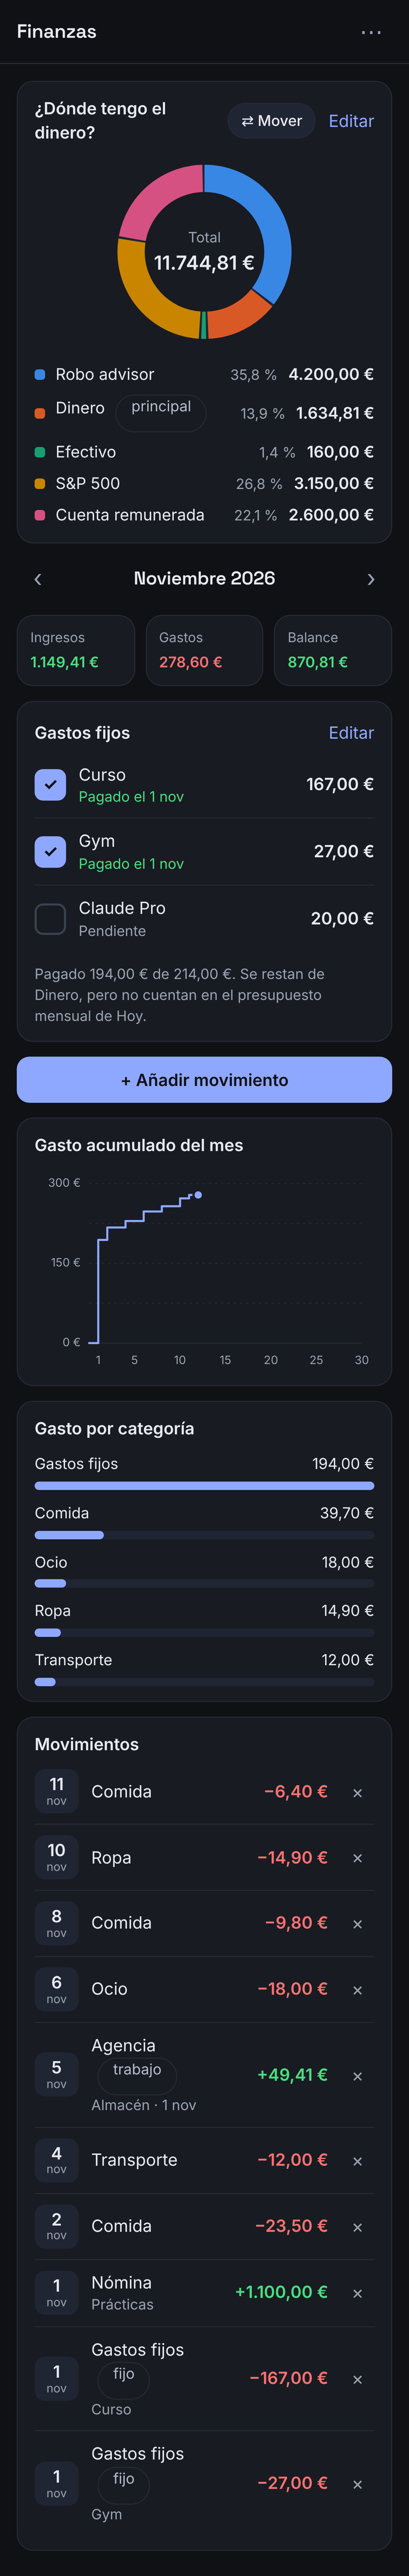 Finanzas ⋯
¿Dónde tengo el
dinero?
⇄ Mover Editar
Total
11.744,81 €
Robo advisor 35,8 % 4.200,00 €
Dinero principal 13,9 % 1.634,81 €
Efectivo 1,4 % 160,00 €
S&P 500 26,8 % 3.150,00 €
Cuenta remunerada 22,1 % 2.600,00 €
‹ Noviembre 2026 ›
Ingresos Gastos Balance
1.149,41 € 278,60 € 870,81 €
Gastos fijos Editar
Curso 167,00 €
Pagado el 1 nov
Gym 27,00 €
Pagado el 1 nov
Claude Pro 20,00 €
Pendiente
Pagado 194,00 € de 214,00 €. Se restan de
Dinero, pero no cuentan en el presupuesto
mensual de Hoy.
+ Añadir movimiento
Gasto acumulado del mes
300 €
150 €
0 €
1 5 10 15 20 25 30
Gasto por categoría
Gastos fijos 194,00 €
Comida 39,70 €
Ocio 18,00 €
Ropa 14,90 €
Transporte 12,00 €
Movimientos
11 nov Comida −6,40 € ×
10 nov Ropa −14,90 € ×
8 nov Comida −9,80 € ×
6 nov Ocio −18,00 € ×
Agencia
5 nov trabajo +49,41 € ×
Almacén · 1 nov
4 nov Transporte −12,00 € ×
2 nov Comida −23,50 € ×
1 nov Nómina +1.100,00 € ×
Prácticas
Gastos fijos
1 nov fijo −167,00 € ×
Curso
Gastos fijos
1 nov fijo −27,00 € ×
Gym